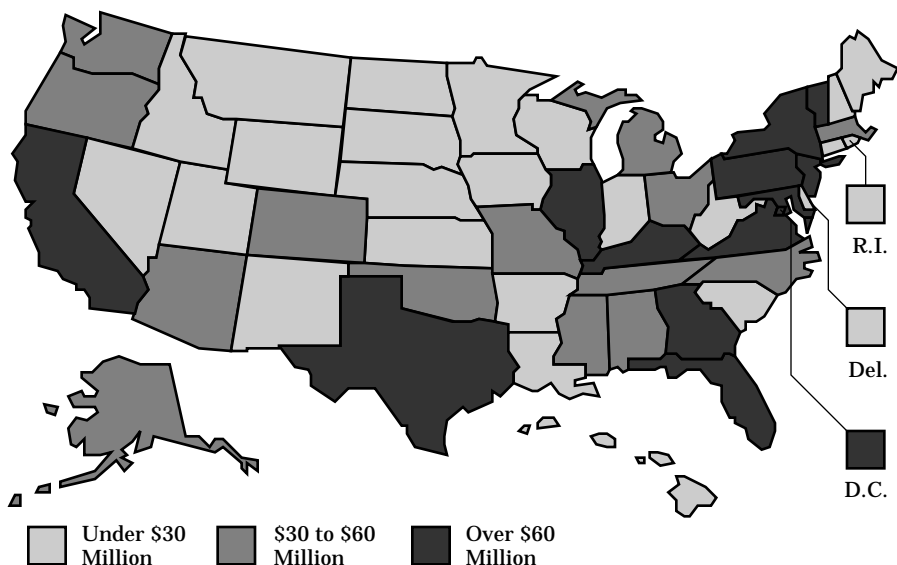 R.I.
Del.
D.C.
Under $30
Million
$30 to $60
Million
Over $60
Million